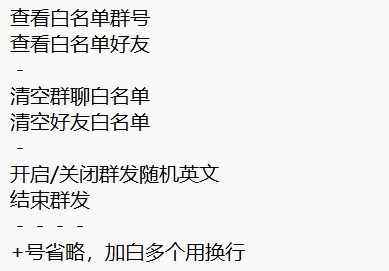 查看白名单群号
查看白名单好友
-
清空群聊白名单
清空好友白名单
-
开启/关闭群发随机英文
结束群发
- - - -
+号省略，加白多个用换行